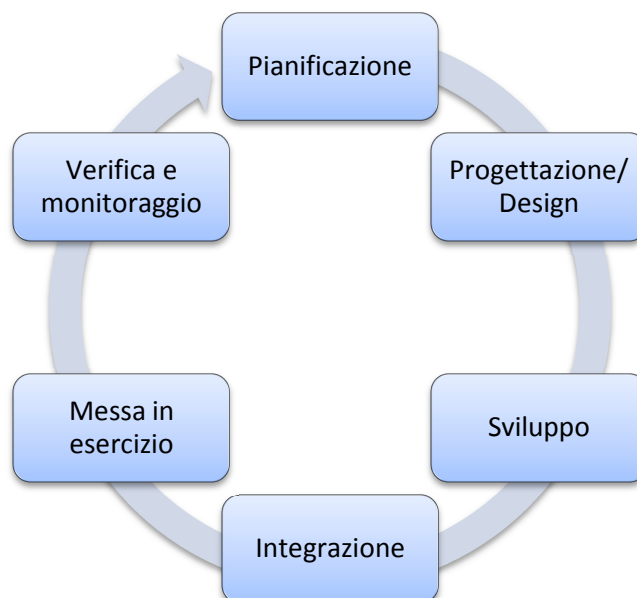 Pianificazione
Progettazione/
Design
Sviluppo
Integrazione
Messa in
esercizio
Verifica e
monitoraggio